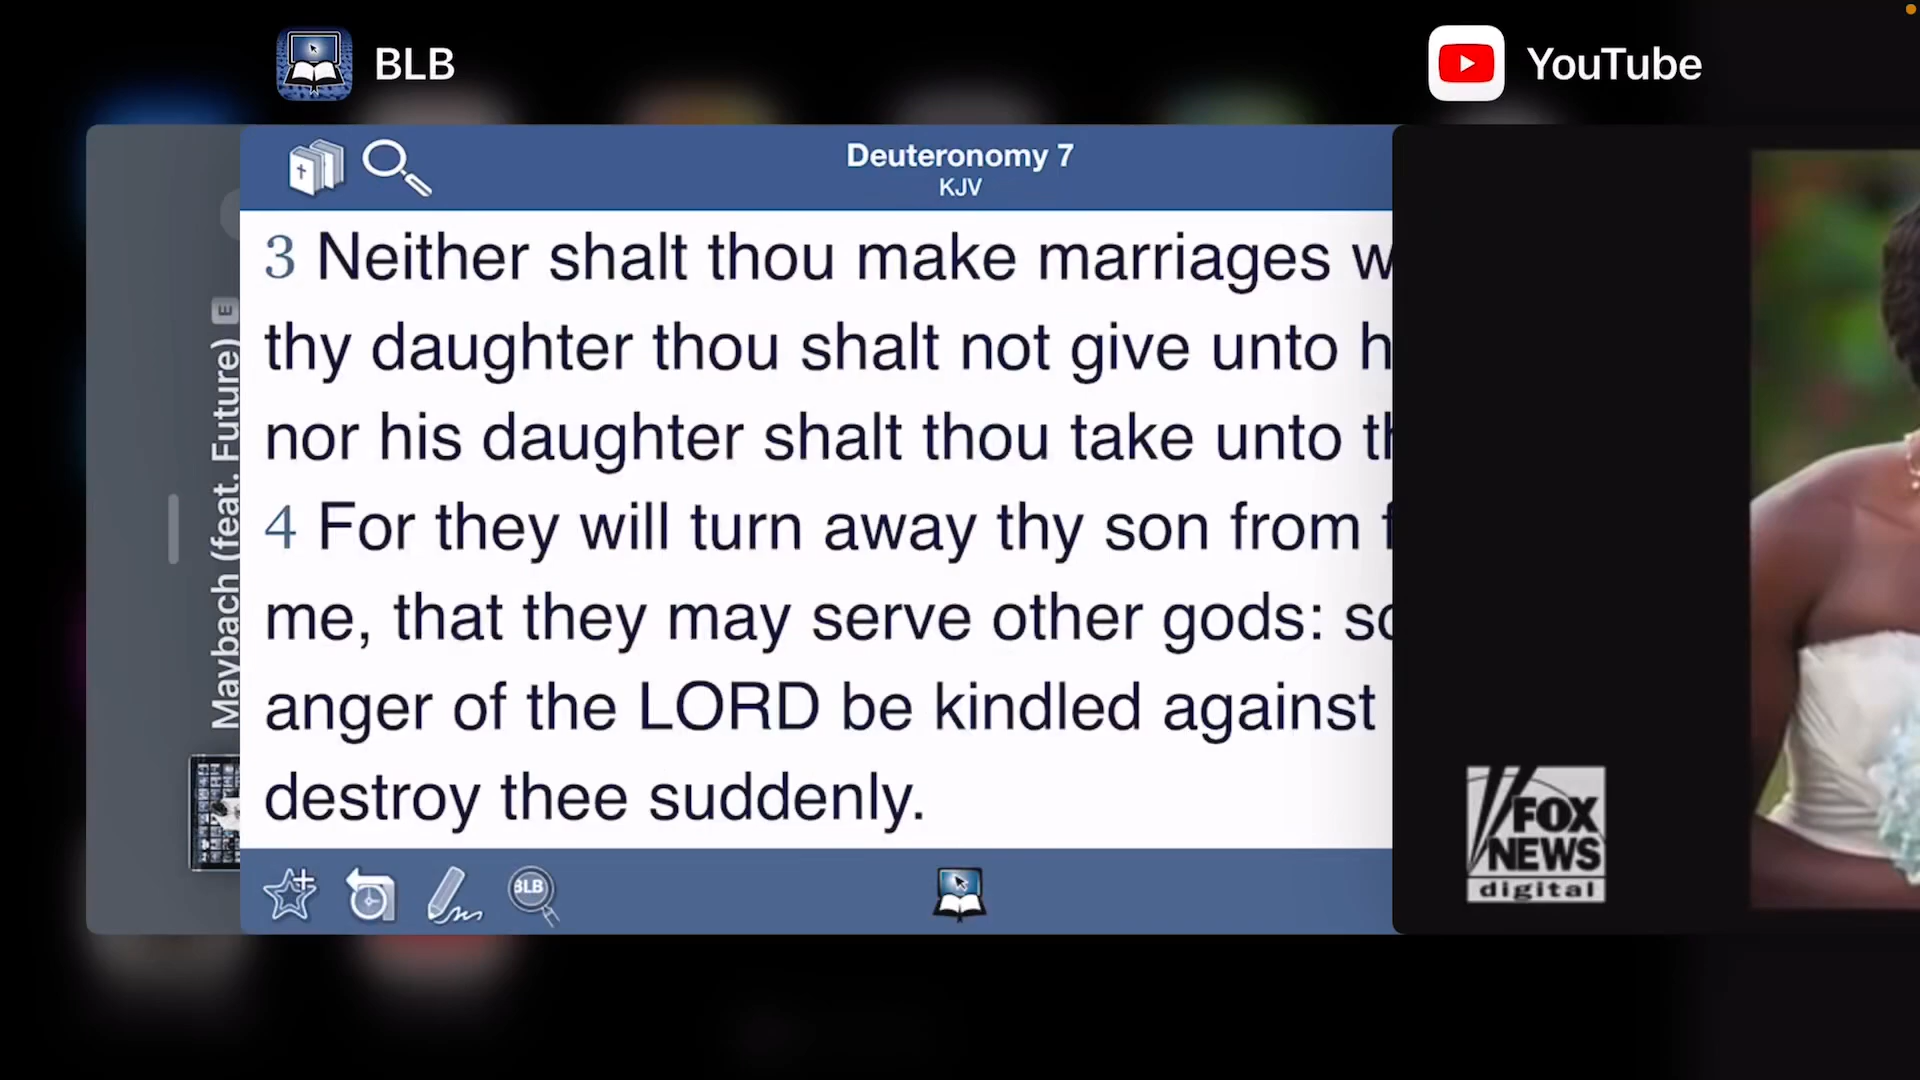 BLB
YouTube
Deuteronomy 7
KJV
3 Neither shalt thou make marriages w
thy daughter thou shalt not give unto h
nor his daughter shalt thou take unto th
4 For they will turn away thy son from f
me, that they may serve other gods: so
anger of the LORD be kindled against
destroy thee suddenly.
Maybach (feat. Future) E
BLB
FOX
NEWS
digital